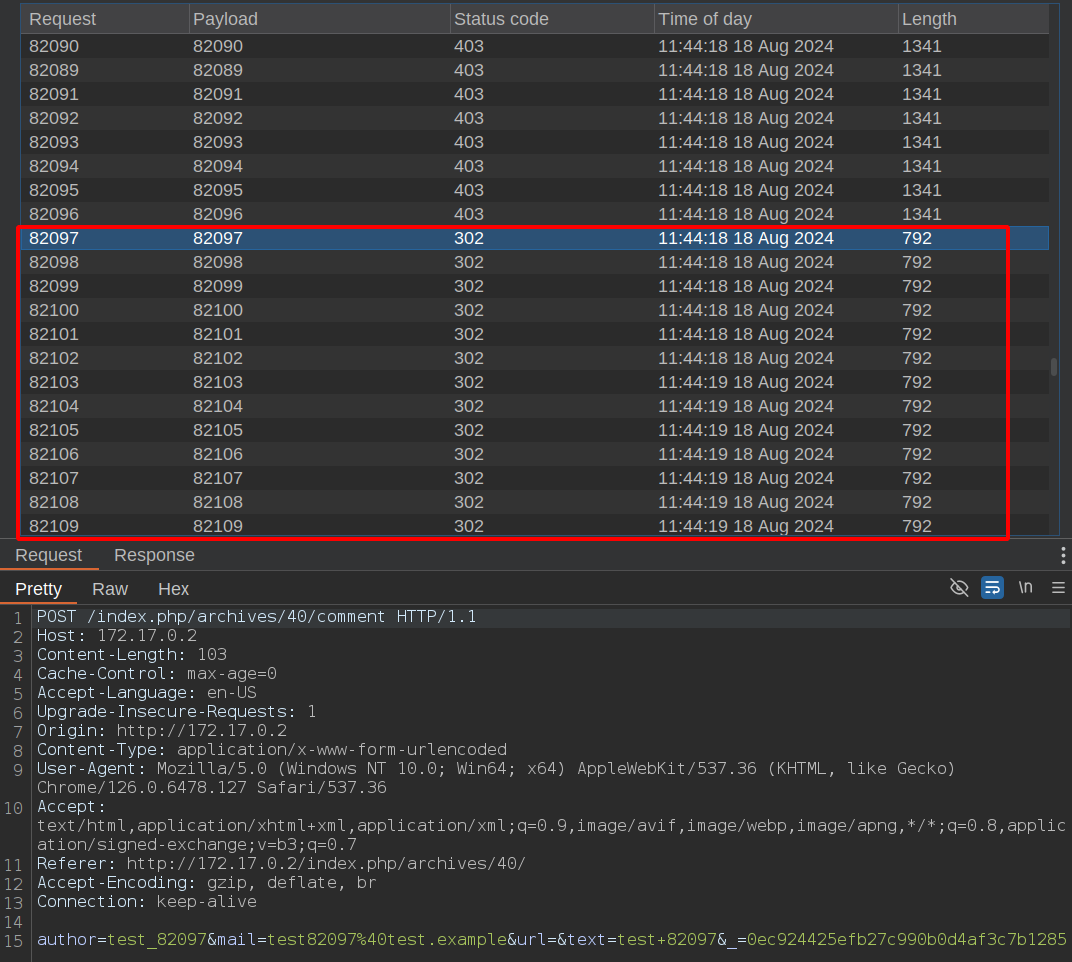 Request Payload Status code Time of day Length
82090 82090 403 11:44:18 18 Aug 2024 1341
82089 82089 403 11:44:18 18 Aug 2024 1341
82091 82091 403 11:44:18 18 Aug 2024 1341
82092 82092 403 11:44:18 18 Aug 2024 1341
82093 82093 403 11:44:18 18 Aug 2024 1341
82094 82094 403 11:44:18 18 Aug 2024 1341
82095 82095 403 11:44:18 18 Aug 2024 1341
82096 82096 403 11:44:18 18 Aug 2024 1341
82097 82097 302 11:44:18 18 Aug 2024 792
82098 82098 302 11:44:18 18 Aug 2024 792
82099 82099 302 11:44:18 18 Aug 2024 792
82100 82100 302 11:44:18 18 Aug 2024 792
82101 82101 302 11:44:18 18 Aug 2024 792
82102 82102 302 11:44:18 18 Aug 2024 792
82103 82103 302 11:44:19 18 Aug 2024 792
82104 82104 302 11:44:19 18 Aug 2024 792
82105 82105 302 11:44:19 18 Aug 2024 792
82106 82106 302 11:44:19 18 Aug 2024 792
82107 82107 302 11:44:19 18 Aug 2024 792
82108 82108 302 11:44:19 18 Aug 2024 792
82109 82109 302 11:44:19 18 Aug 2024 792
Request Response
Pretty Raw Hex \n
1 POST /index.php/archives/40/comment HTTP/1.1
2 Host: 172.17.0.2
3 Content-Length: 103
4 Cache-Control: max-age=0
5 Accept-Language: en-US
6 Upgrade-Insecure-Requests: 1
7 Origin: http://172.17.0.2
8 Content-Type: application/x-www-form-urlencoded
9 User-Agent: Mozilla/5.0 (Windows NT 10.0; Win64; x64) AppleWebKit/537.36 (KHTML, like Gecko)
Chrome/126.0.6478.127 Safari/537.36
10 Accept:
text/html,application/xhtml+xml,application/xml;q=0.9,image/avif,image/webp,image/apng,*/*;q=0.8,applic
ation/signed-exchange;v=b3;q=0.7
11 Referer: http://172.17.0.2/index.php/archives/40/
12 Accept-Encoding: gzip, deflate, br
13 Connection: keep-alive
14
15 author=test_82097&mail=test82097%40test.example&url=&text=test+82097&_=0ec924425efb27c990b0d4af3c7b1285